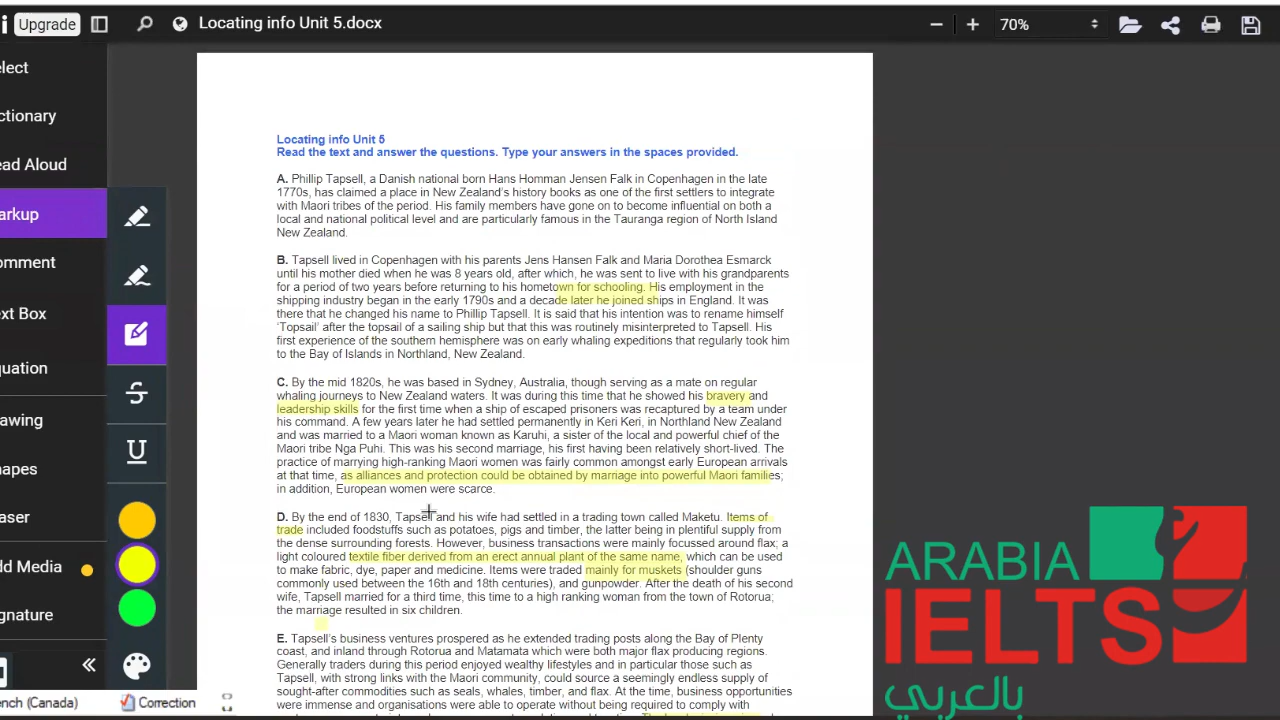 i Upgrade
Locating info Unit 5.docx
70%
elect
ctionary
ead Aloud
arkup
omment
ext Box
quation
rawing
hapes
aser
dd Media
gnature
ench (Canada)
Correction
Locating info Unit 5
Read the text and answer the questions. Type your answers in the spaces provided.
A. Phillip Tapsell, a Danish national born Hans Homman Jensen Falk in Copenhagen in the late
1770s, has claimed a place in New Zealand's history books as one of the first settlers to integrate
with Maori tribes of the period. His family members have gone on to become influential on both a
local and national political level and are particularly famous in the Tauranga region of North Island
New Zealand.
B. Tapsell lived in Copenhagen with his parents Jens Hansen Falk and Maria Dorothea Esmarck
until his mother died when he was 8 years old, after which, he was sent to live with his grandparents
for a period of two years before returning to his hometown for schooling. His employment in the
shipping industry began in the early 1790s and a decade later he joined ships in England. It was
there that he changed his name to Phillip Tapsell. It is said that his intention was to rename himself
'Topsail' after the topsail of a sailing ship but that this was routinely misinterpreted to Tapsell. His
first experience of the southern hemisphere was on early whaling expeditions that regularly took him
to the Bay of Islands in Northland, New Zealand.
C. By the mid 1820s, he was based in Sydney, Australia, though serving as a mate on regular
whaling journeys to New Zealand waters. It was during this time that he showed his bravery and
leadership skills for the first time when a ship of escaped prisoners was recaptured by a team under
his command. A few years later he had settled permanently in Keri Keri, in Northland New Zealand
and was married to a Maori woman known as Karuhi, a sister of the local and powerful chief of the
Maori tribe Nga Puhi. This was his second marriage, his first having been relatively short-lived. The
practice of marrying high-ranking Maori women was fairly common amongst early European arrivals
at that time, as alliances and protection could be obtained by marriage into powerful Maori families;
in addition, European women were scarce.
D. By the end of 1830, Tapsell and his wife had settled in a trading town called Maketu. Items of
trade included foodstuffs such as potatoes, pigs and timber, the latter being in plentiful supply from
the dense surrounding forests. However, business transactions were mainly focussed around flax; a
light coloured textile fiber derived from an erect annual plant of the same name, which can be used
to make fabric, dye, paper and medicine. Items were traded mainly for muskets (shoulder guns
commonly used between the 16th and 18th centuries), and gunpowder. After the death of his second
wife, Tapsell married for a third time, this time to a high ranking woman from the town of Rotorua;
the marriage resulted in six children.
E. Tapsell's business ventures prospered as he extended trading posts along the Bay of Plenty
coast, and inland through Rotorua and Matamata which were both major flax producing regions.
Generally traders during this period enjoyed wealthy lifestyles and in particular those such as
Tapsell, with strong links with the Maori community, could source a seemingly endless supply of
sought-after commodities such as seals, whales, timber, and flax. At the time, business opportunities
were immense and organisations were able to operate without being required to comply with
ARABIA
IELTS
بالعربي